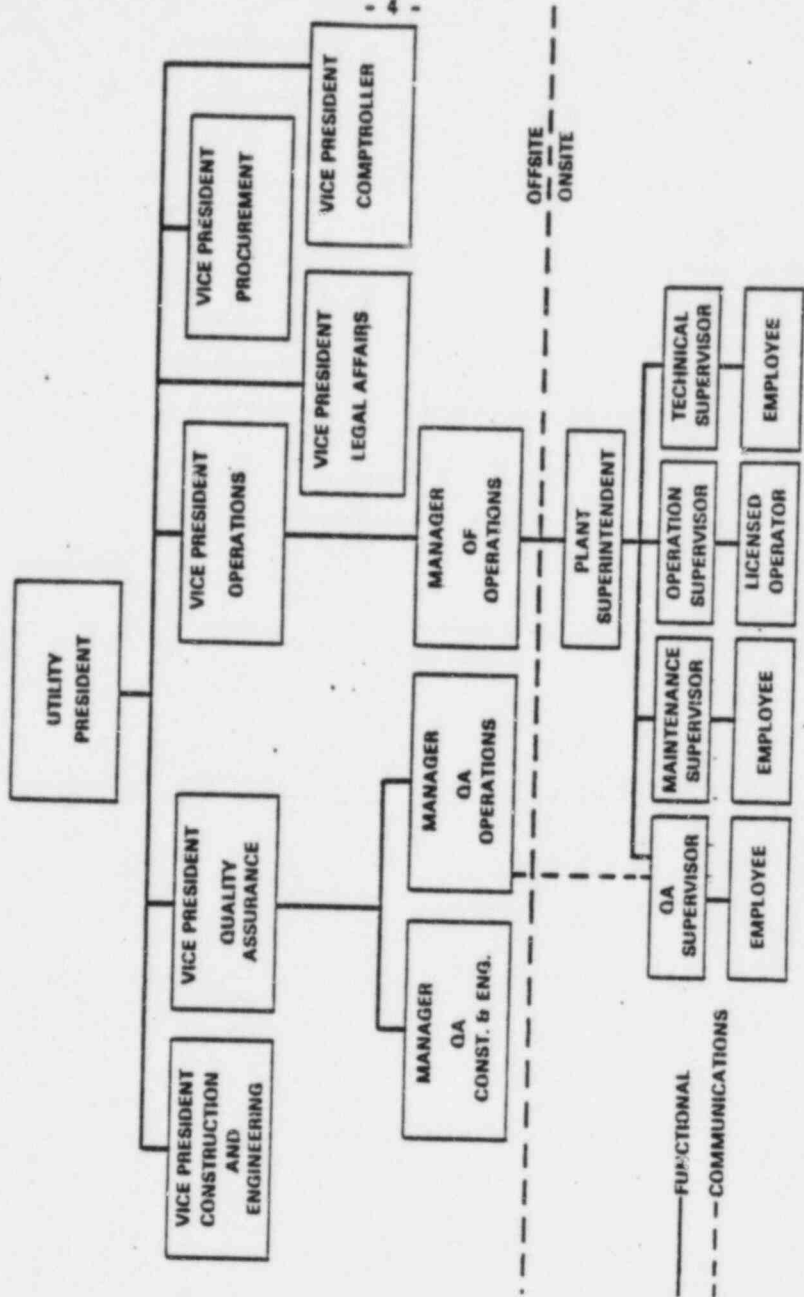 - 4 -
UTILITY
PRESIDENT
VICE PRESIDENT
CONSTRUCTION
AND
ENGINEERING
VICE PRESIDENT
QUALITY
ASSURANCE
VICE PRESIDENT
OPERATIONS
VICE PRESIDENT
PROCUREMENT
VICE PRESIDENT
LEGAL AFFAIRS
VICE PRESIDENT
COMPTROLLER
MANAGER
QA
CONST. & ENG.
MANAGER
QA
OPERATIONS
MANAGER
OF
OPERATIONS
OFFSITE
ONSITE
PLANT
SUPERINTENDENT
QA
SUPERVISOR
MAINTENANCE
SUPERVISOR
OPERATION
SUPERVISOR
TECHNICAL
SUPERVISOR
EMPLOYEE
EMPLOYEE
LICENSED
OPERATOR
EMPLOYEE
FUNCTIONAL
COMMUNICATIONS